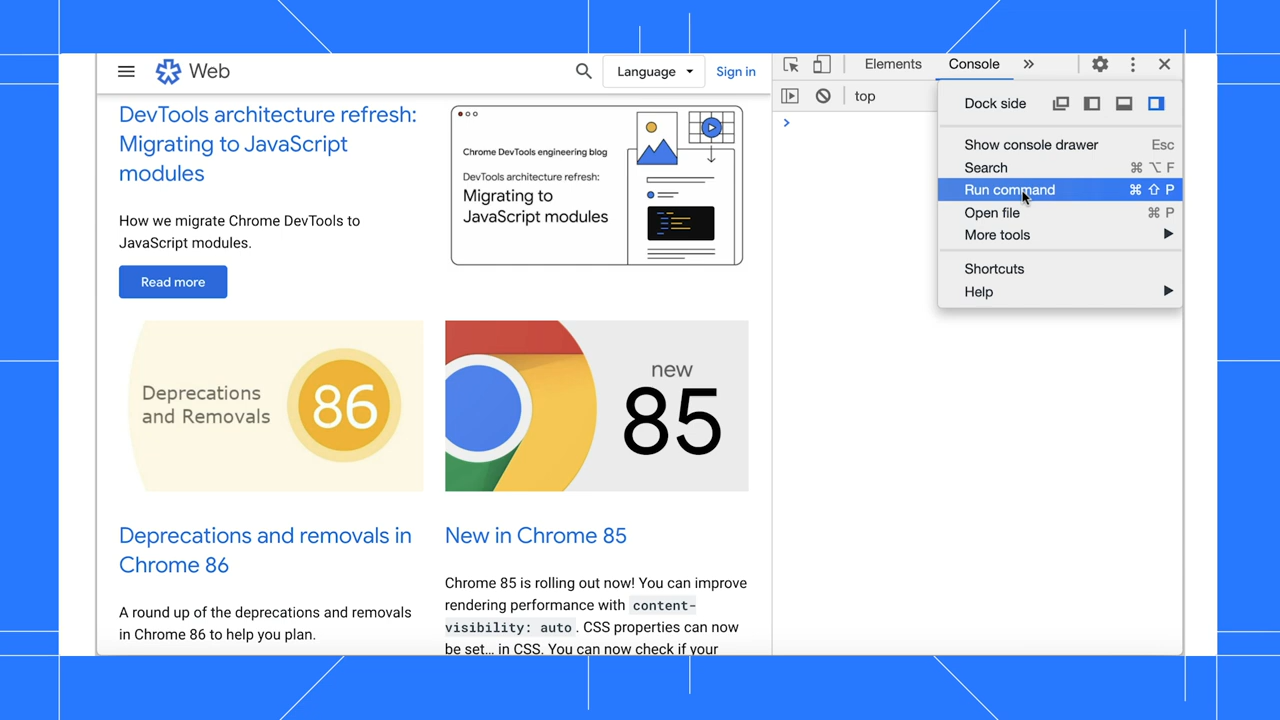 Web
Language
Sign in
DevTools architecture refresh:
Migrating to JavaScript
modules
How we migrate Chrome DevTools to
JavaScript modules.
Read more
Chrome DevTools engineering blog
DevTools architecture refresh:
Migrating to
JavaScript modules
Deprecations
and Removals
86
new
85
Deprecations and removals in
Chrome 86
A round up of the deprecations and removals
in Chrome 86 to help you plan.
New in Chrome 85
Chrome 85 is rolling out now! You can improve
rendering performance with content-
visibility: auto. CSS properties can now
be set… in CSS. You can now check if your
Elements
Console
»
top
Dock side
Show console drawer Esc
Search ⌘ ⌥ F
Run command ⌘ ⇧ P
Open file ⌘ P
More tools
Shortcuts
Help